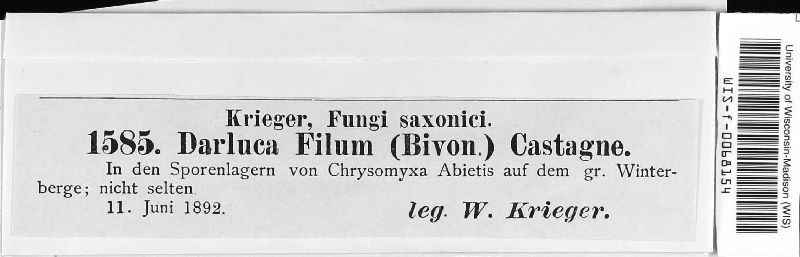 Krieger, Fungi saxonici.
1585. Darluca Filum (Bivon.) Castagne.
In den Sporenlagern von Chrysomyxa Abietis auf dem gr. Winter-
berge; nicht selten
11. Juni 1892.
leg. W. Krieger.
University of Wisconsin-Madison (WIS)
WIS-f-0068154